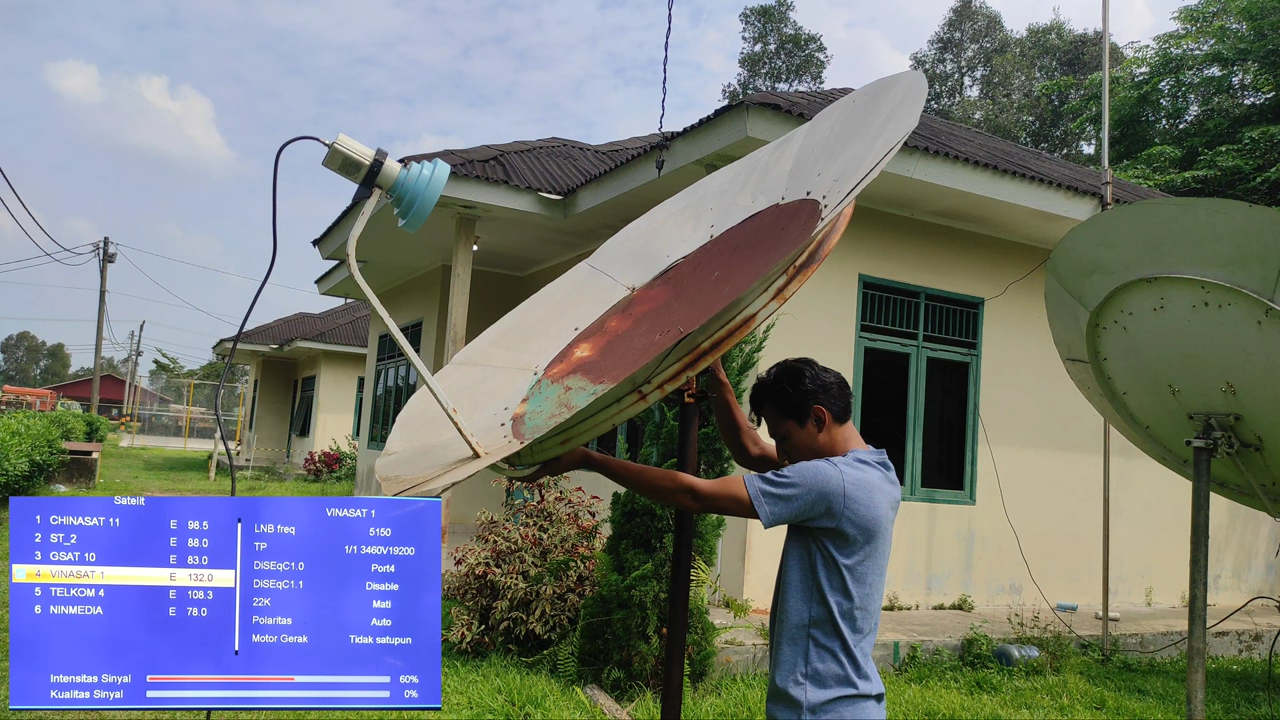 Satelit
1 CHINASAT 11 E 98.5
2 ST_2 E 88.0
3 GSAT 10 E 83.0
4 VINASAT 1 E 132.0
5 TELKOM 4 E 108.3
6 NINMEDIA E 78.0
VINASAT 1
LNB freq 5150
TP 1/1 3460V19200
DiSEqC1.0 Port4
DiSEqC1.1 Disable
22K Mati
Polaritas Auto
Motor Gerak Tidak satupun
Intensitas Sinyal 60%
Kualitas Sinyal 0%